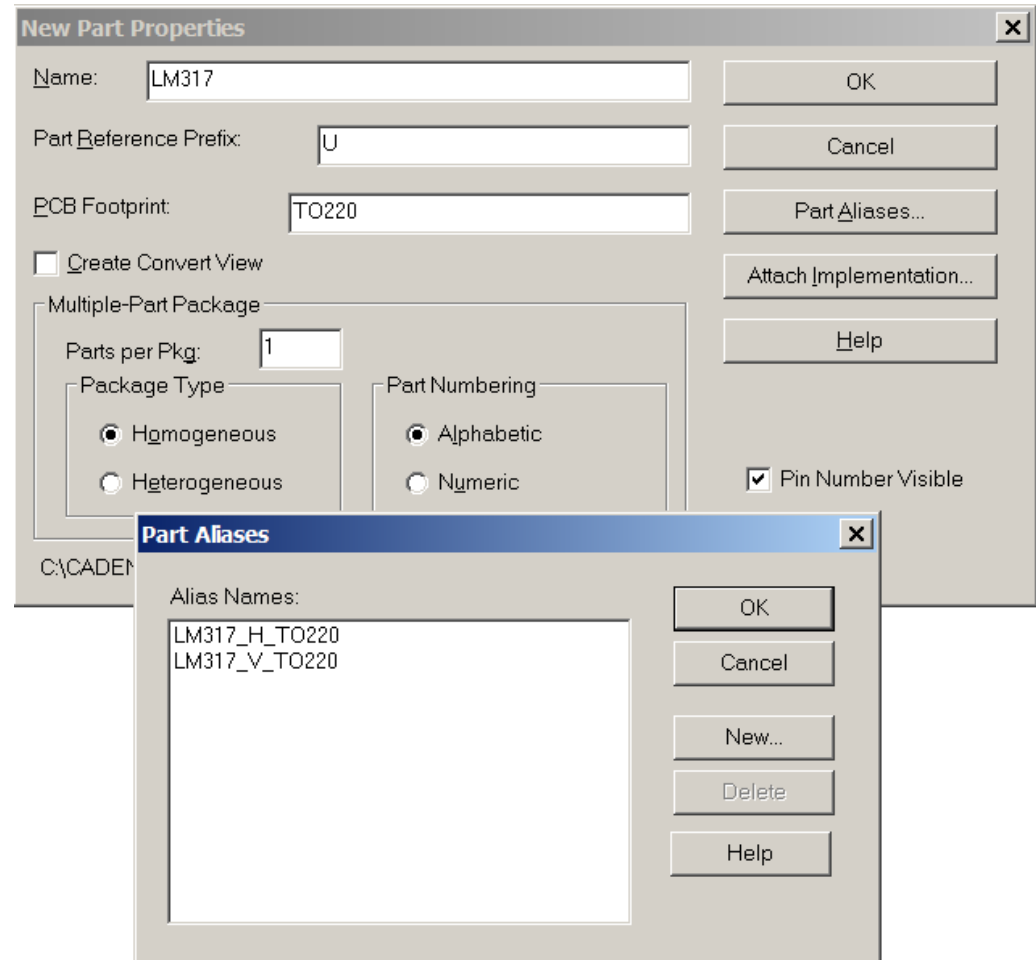 New Part Properties
Name: LM317 OK
Part Reference Prefix: U Cancel
PCB Footprint: TO220 Part Aliases...
Create Convert View Attach Implementation...
Multiple-Part Package
Parts per Pkg: 1 Help
Package Type Part Numbering
Homogeneous Alphabetic
Heterogeneous Numeric Pin Number Visible
Part Aliases
C:\CADEN
Alias Names: OK
LM317_H_TO220
LM317_V_TO220 Cancel
New...
Delete
Help